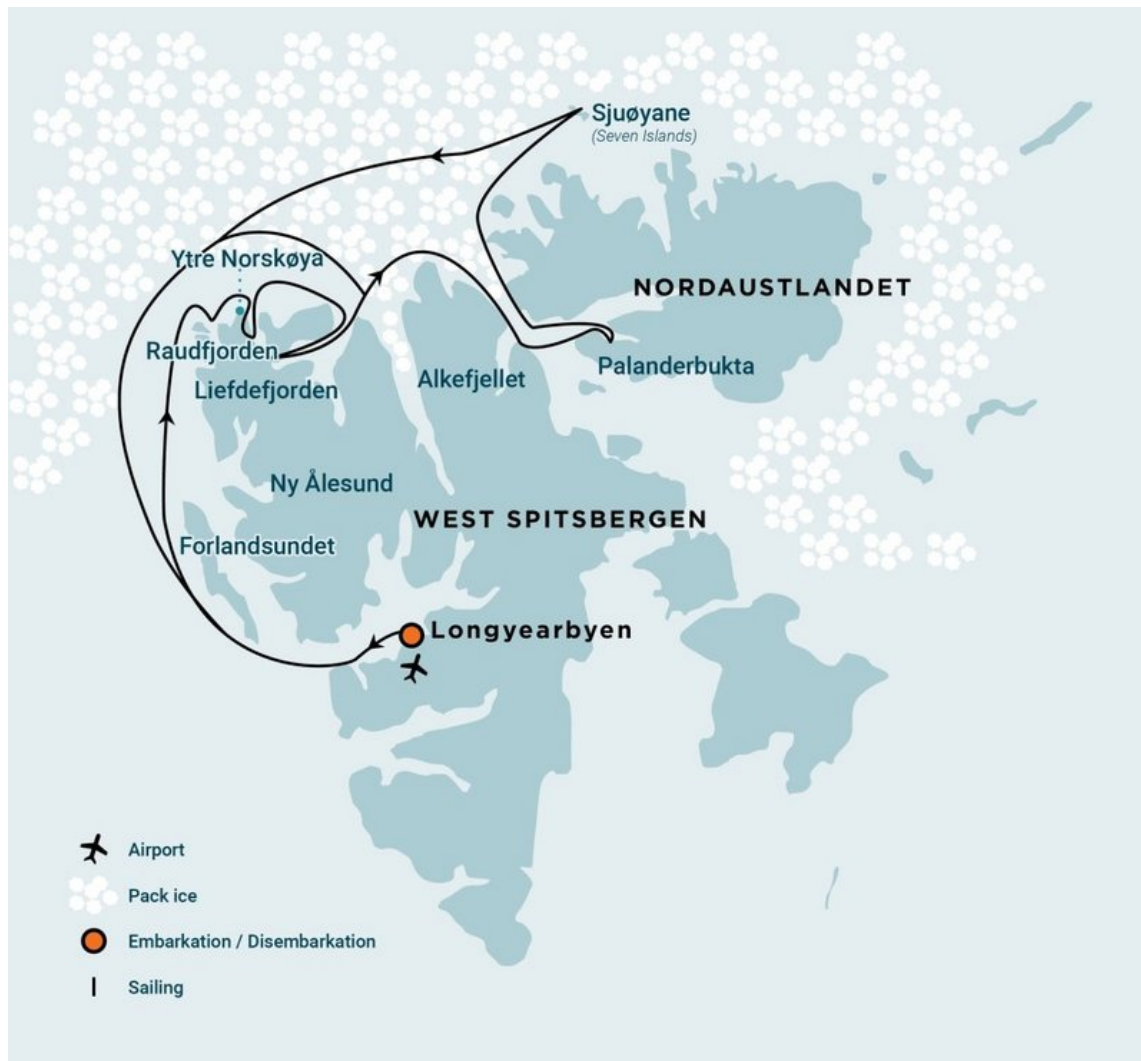 Sjuøyane
(Seven Islands)
Ytre Norskøya
NORDAUSTLANDET
Raudfjorden
Palanderbukta
Alkefjellet
Liefdefjorden
Ny Ålesund
WEST SPITSBERGEN
Forlandsundet
Longyearbyen
Airport
Pack ice
Embarkation / Disembarkation
Sailing